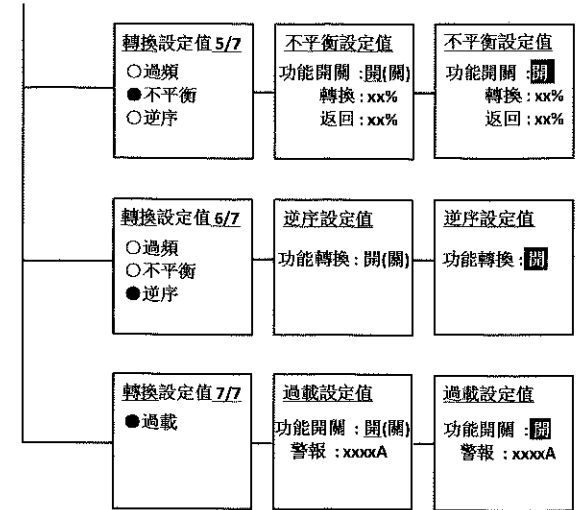 轉換設定值 5/7
○過頻
●不平衡
○逆序
不平衡設定值
功能開關 :開(關)
轉換 : xx%
返回 : xx%
不平衡設定值
功能開關 :開
轉換 : xx%
返回 : xx%
轉換設定值 6/7
○過頻
○不平衡
●逆序
逆序設定值
功能轉換 : 開(關)
逆序設定值
功能轉換 : 開
轉換設定值 7/7
●過載
過載設定值
功能開關 : 開(關)
警報 : xxxxA
過載設定值
功能開關 : 開
警報 : xxxxA